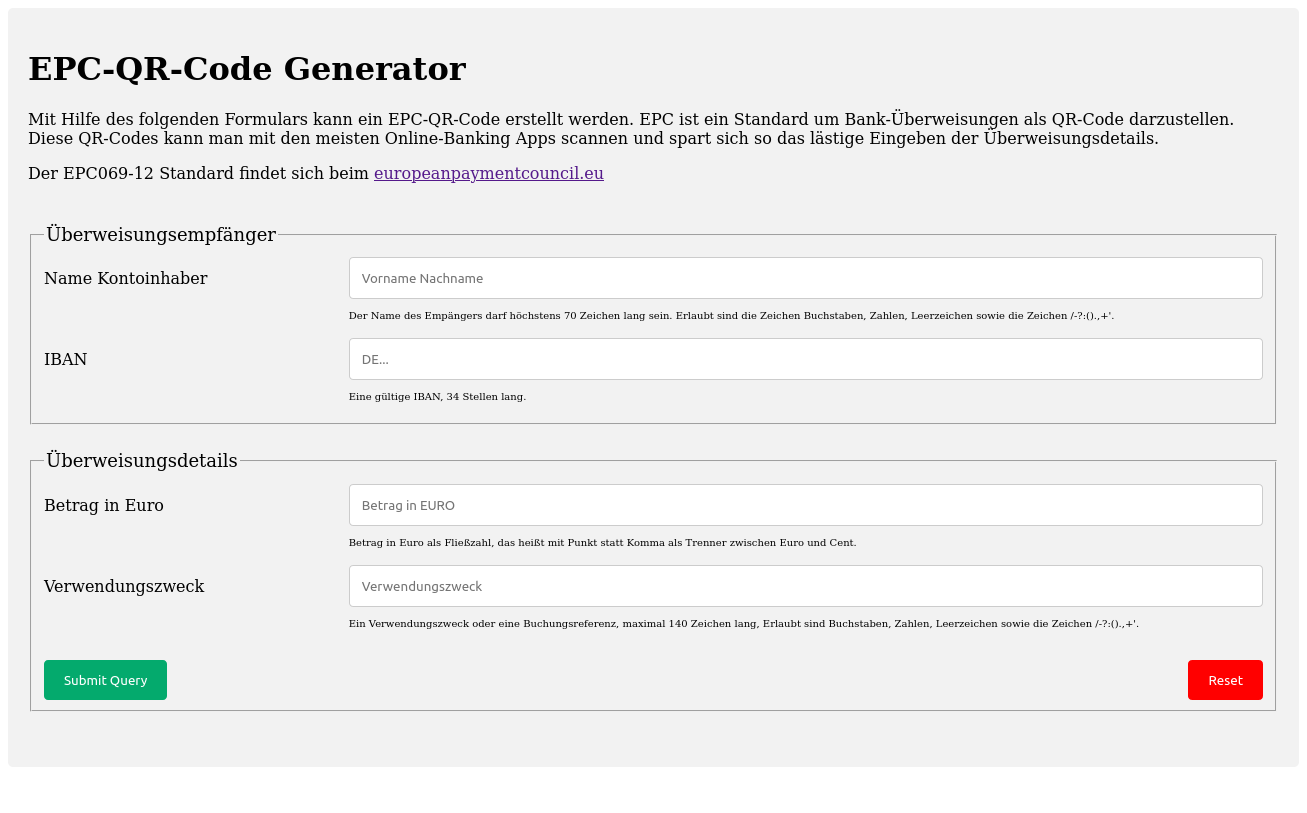 EPC-QR-Code Generator
Mit Hilfe des folgenden Formulars kann ein EPC-QR-Code erstellt werden. EPC ist ein Standard um Bank-Überweisungen als QR-Code darzustellen.
Diese QR-Codes kann man mit den meisten Online-Banking Apps scannen und spart sich so das lästige Eingeben der Überweisungsdetails.
Der EPC069-12 Standard findet sich beim europeanpaymentcouncil.eu
Überweisungsempfänger
Name Kontoinhaber
Vorname Nachname
Der Name des Empängers darf höchstens 70 Zeichen lang sein. Erlaubt sind die Zeichen Buchstaben, Zahlen, Leerzeichen sowie die Zeichen /-?:().,+'.
IBAN
DE...
Eine gültige IBAN, 34 Stellen lang.
Überweisungsdetails
Betrag in Euro
Betrag in EURO
Betrag in Euro als Fließzahl, das heißt mit Punkt statt Komma als Trenner zwischen Euro und Cent.
Verwendungszweck
Verwendungszweck
Ein Verwendungszweck oder eine Buchungsreferenz, maximal 140 Zeichen lang, Erlaubt sind Buchstaben, Zahlen, Leerzeichen sowie die Zeichen /-?:().,+'.
Submit Query
Reset